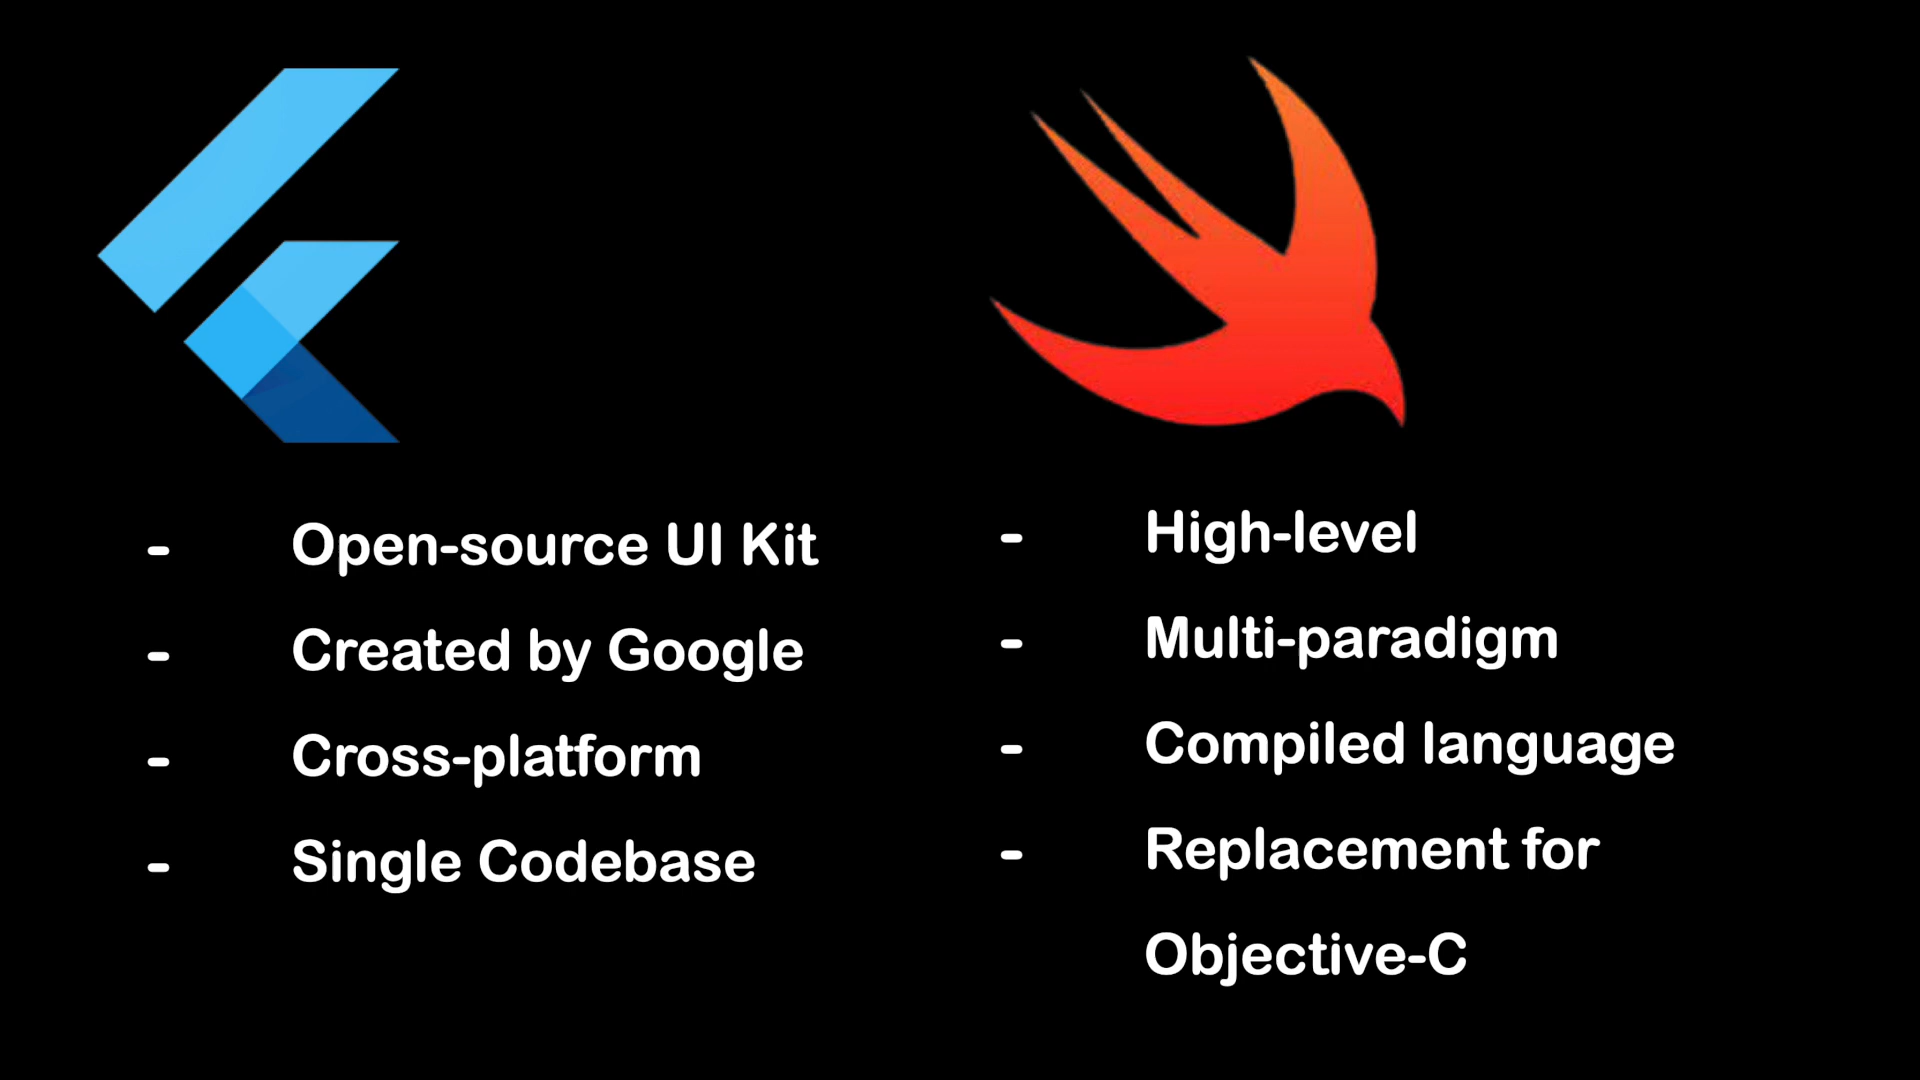 - Open-source UI Kit
- Created by Google
- Cross-platform
- Single Codebase
- High-level
- Multi-paradigm
- Compiled language
- Replacement for
Objective-C